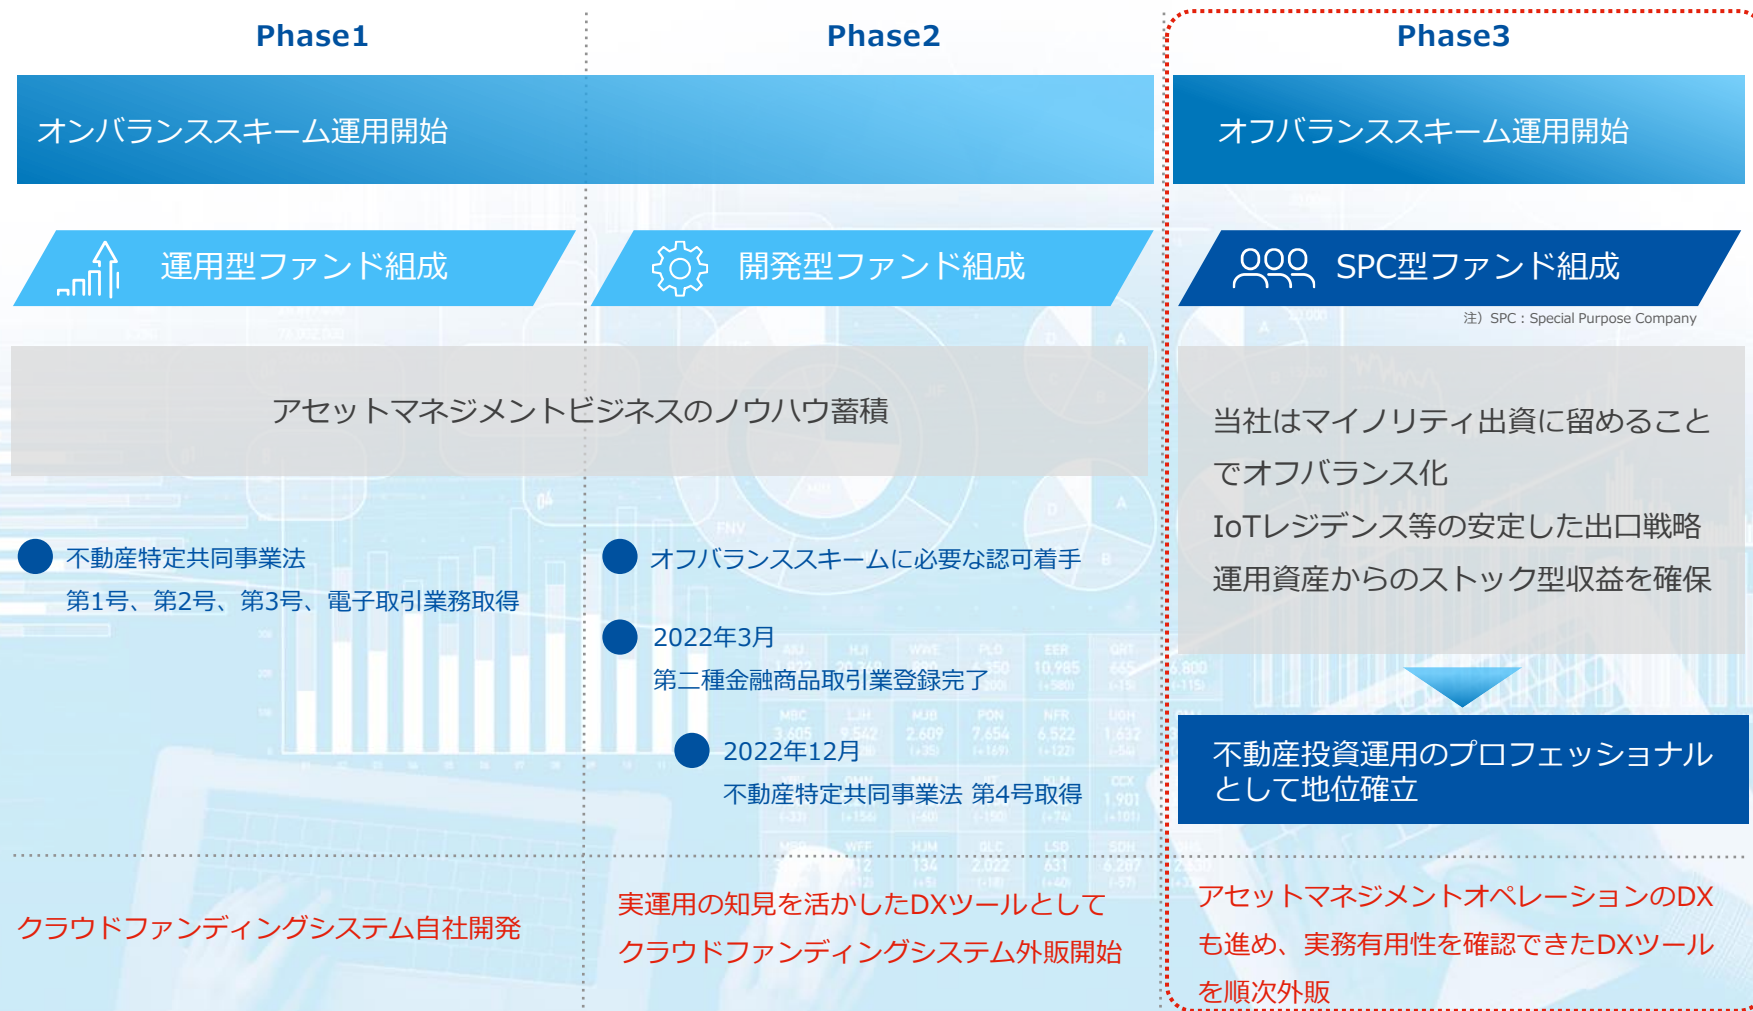 Phase1
Phase2
Phase3
オンバランススキーム運用開始
オフバランススキーム運用開始
運用型ファンド組成
開発型ファンド組成
SPC型ファンド組成
注）SPC：Special Purpose Company
アセットマネジメントビジネスのノウハウ蓄積
当社はマイノリティ出資に留めること
でオフバランス化
IoTレジデンス等の安定した出口戦略
運用資産からのストック型収益を確保
不動産特定共同事業法
第1号、第2号、第3号、電子取引業務取得
オフバランススキームに必要な認可着手
2022年3月
第二種金融商品取引業登録完了
2022年12月
不動産特定共同事業法 第4号取得
不動産投資運用のプロフェッショナル
として地位確立
クラウドファンディングシステム自社開発
実運用の知見を活かしたDXツールとして
クラウドファンディングシステム外販開始
アセットマネジメントオペレーションのDX
も進め、実務有用性を確認できたDXツール
を順次外販